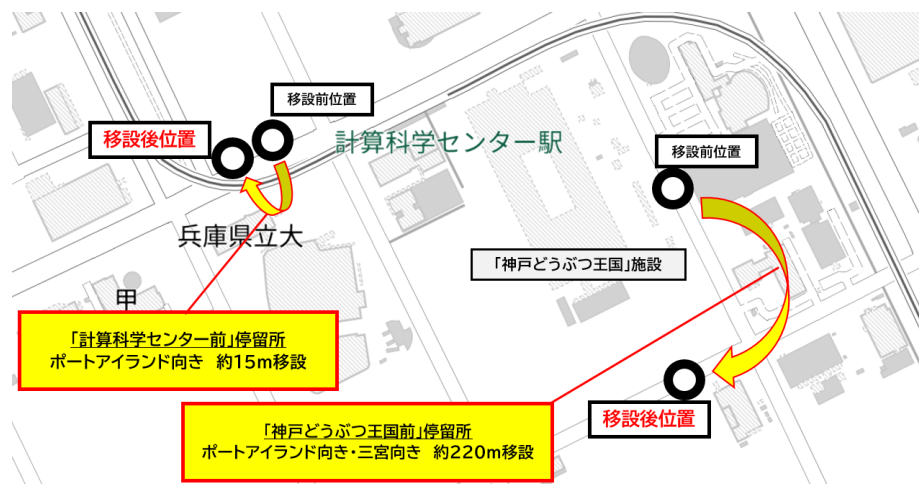 移設前位置
移設後位置
計算科学センター駅
移設前位置
兵庫県立大
「神戸どうぶつ王国」施設
甲
「計算科学センター前」停留所
ポートアイランド向き 約15m移設
移設後位置
「神戸どうぶつ王国前」停留所
ポートアイランド向き・三宮向き 約220m移設